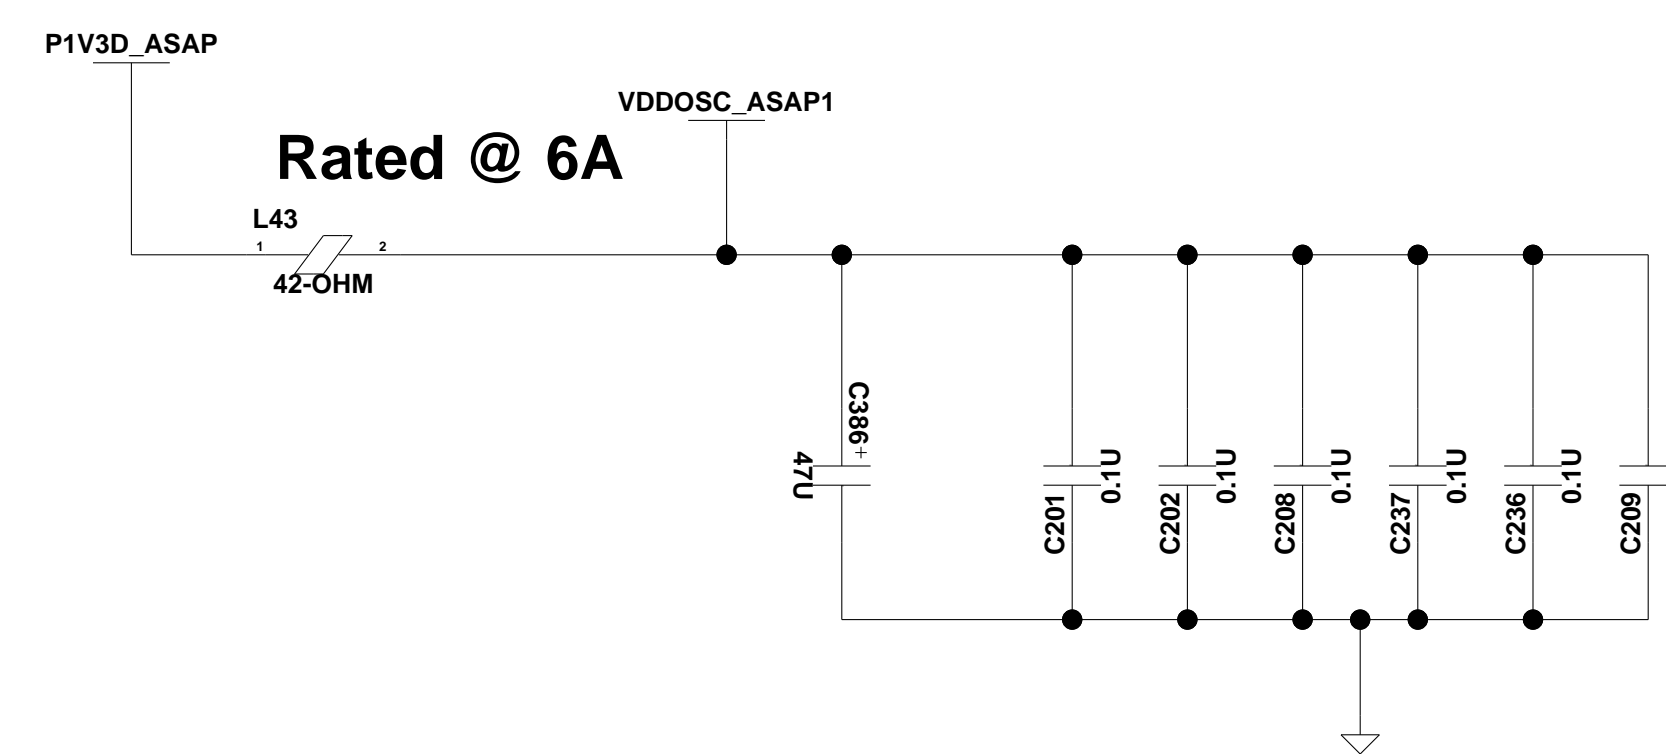 P1V3D_ASAP
VDDOSC_ASAP1
Rated @ 6A
L43
1
2
42-OHM
C386
+
47U
C201
0.1U
C202
0.1U
C208
0.1U
C237
0.1U
C236
0.1U
C209